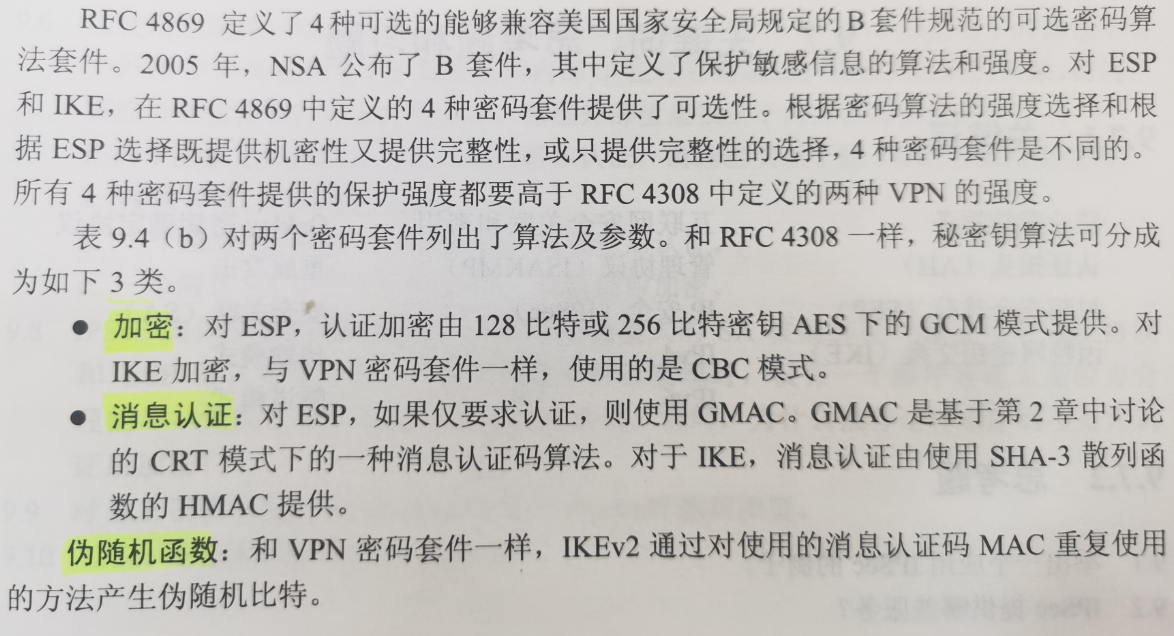 RFC 4869 定义了4种可选的能够兼容美国国家安全局规定的B套件规范的可选密码算
法套件。2005 年，NSA 公布了 B 套件，其中定义了保护敏感信息的算法和强度。对 ESP
和 IKE，在 RFC 4869 中定义的 4 种密码套件提供了可选性。根据密码算法的强度选择和根
据 ESP 选择既提供机密性又提供完整性，或只提供完整性的选择，4 种密码套件是不同的。
所有 4 种密码套件提供的保护强度都要高于 RFC 4308 中定义的两种 VPN 的强度。
表 9.4（b）对两个密码套件列出了算法及参数。和 RFC 4308 一样，秘密钥算法可分成
为如下 3 类。
● 加密：对 ESP，认证加密由 128 比特或 256 比特密钥 AES 下的 GCM 模式提供。对
IKE 加密，与 VPN 密码套件一样，使用的是 CBC 模式。
● 消息认证：对 ESP，如果仅要求认证，则使用 GMAC。GMAC 是基于第 2 章中讨论
的 CRT 模式下的一种消息认证码算法。对于 IKE，消息认证由使用 SHA-3 散列函
数的 HMAC 提供。
伪随机函数：和 VPN 密码套件一样，IKEv2 通过对使用的消息认证码 MAC 重复使用
的方法产生伪随机比特。